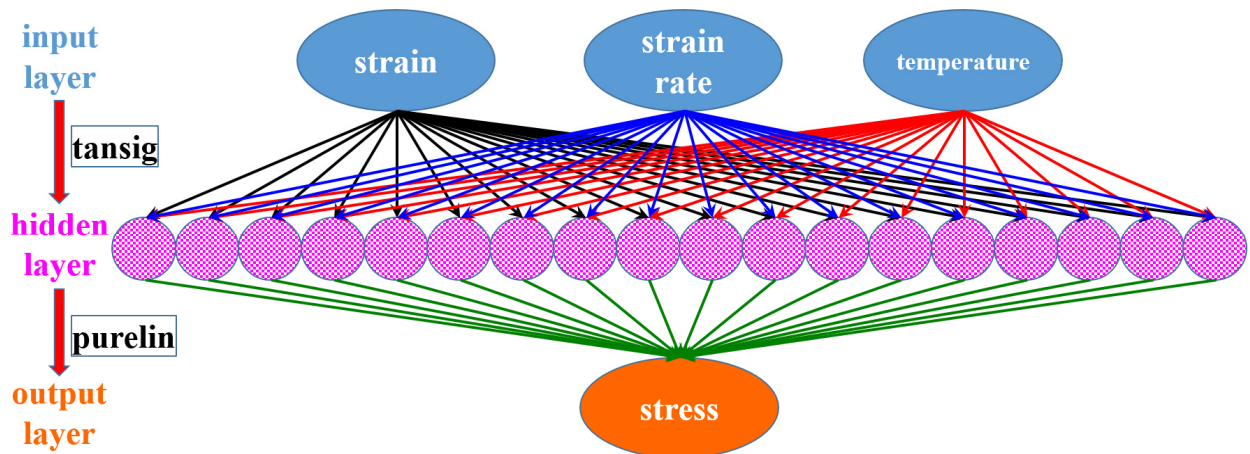 input
layer
strain
strain
rate
temperature
tansig
hidden
layer
purelin
output
layer
stress